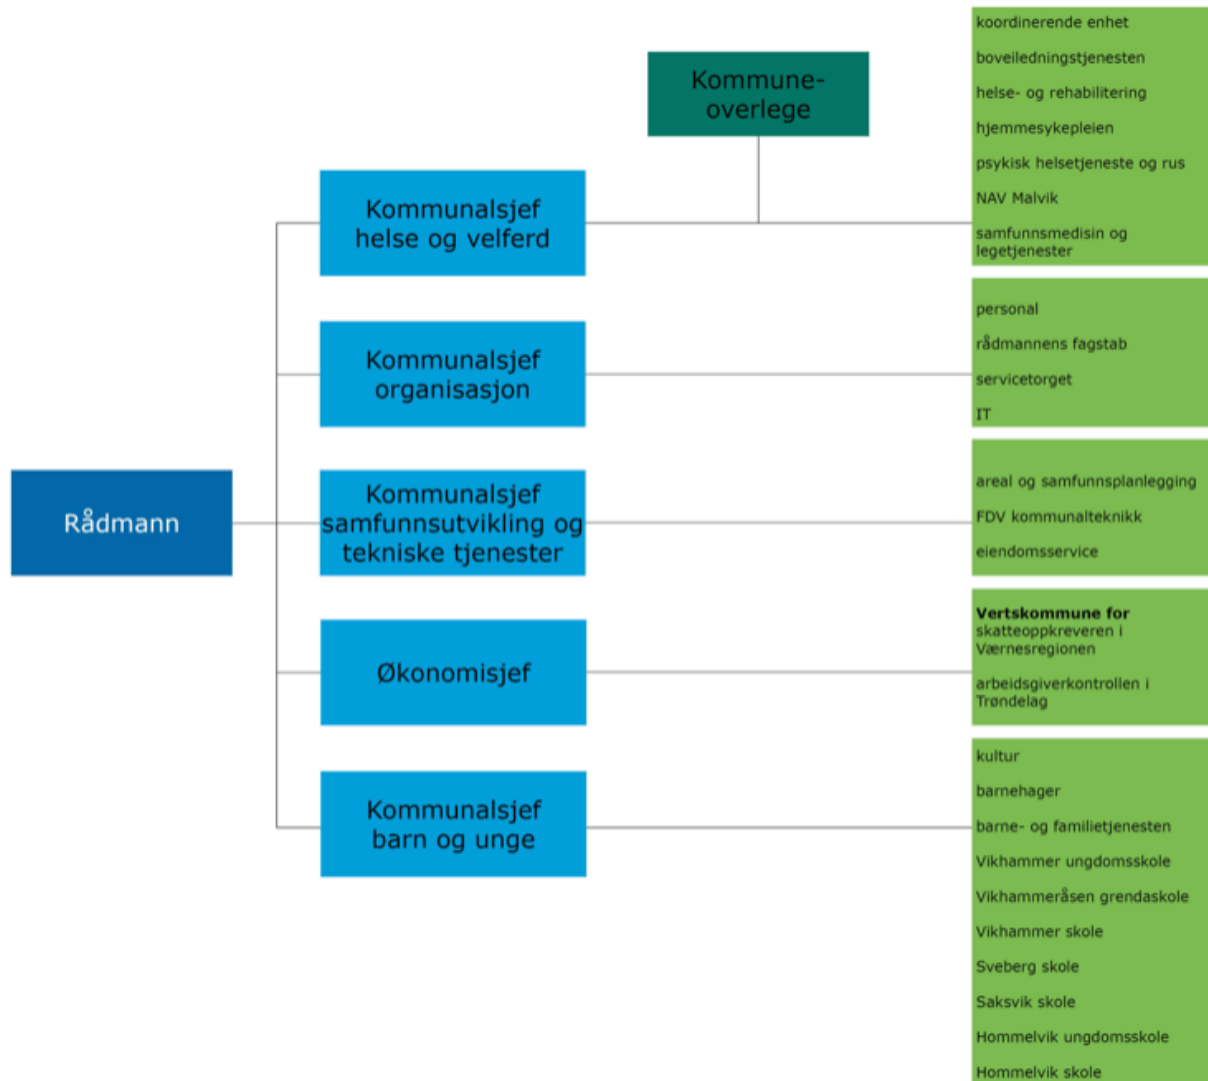 Rådmann
Kommunalsjef
helse og velferd
Kommune-
overlege
koordinerende enhet
boveiledningstjenesten
helse- og rehabilitering
hjemmesykepleien
psykisk helsetjeneste og rus
NAV Malvik
samfunnsmedisin og
legetjenester
Kommunalsjef
organisasjon
personal
rådmannens fagstab
servicetorget
IT
Kommunalsjef
samfunnsutvikling og
tekniske tjenester
areal og samfunnsplanlegging
FDV kommunalteknikk
eiendomsservice
Økonomisjef
Vertskommune for
skatteoppkreveren i
Værnesregionen
arbeidsgiverkontrollen i
Trøndelag
Kommunalsjef
barn og unge
kultur
barnehager
barne- og familietjenesten
Vikhammer ungdomsskole
Vikhammeråsen grendaskole
Vikhammer skole
Sveberg skole
Saksvik skole
Hommelvik ungdomsskole
Hommelvik skole